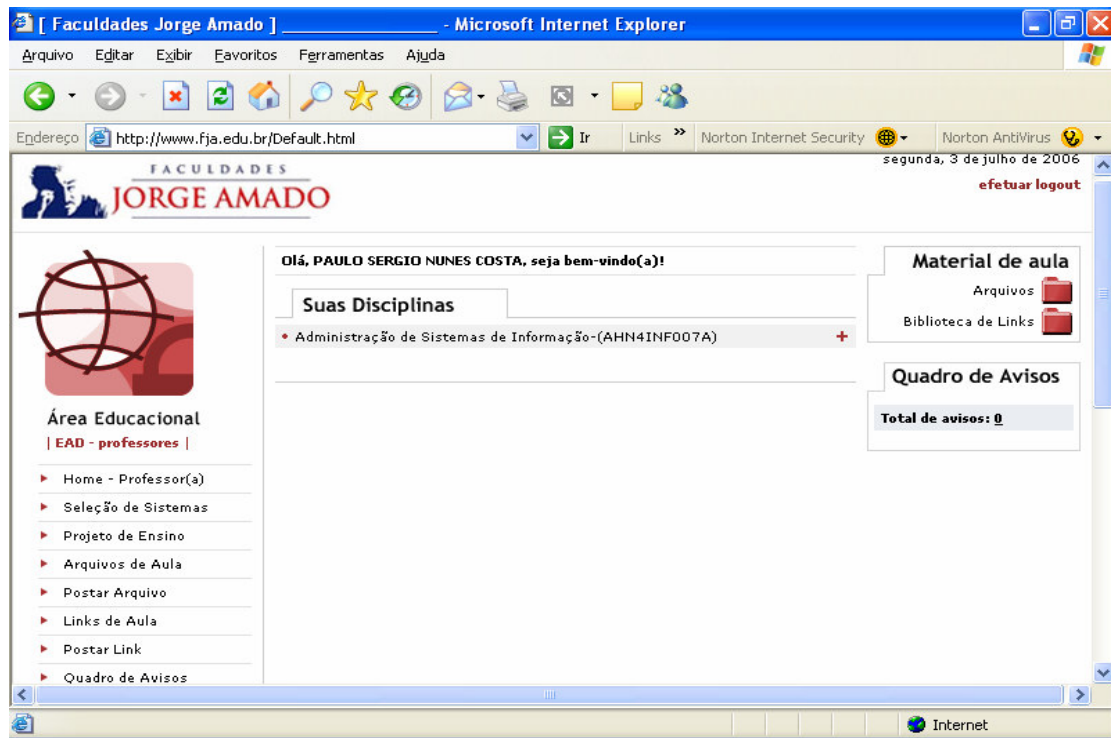 [ Faculdades Jorge Amado ] __________________ - Microsoft Internet Explorer
Arquivo Editar Exibir Favoritos Ferramentas Ajuda
Endereço http://www.fja.edu.br/Default.html Ir Links » Norton Internet Security Norton AntiVirus
segunda, 3 de julho de 2006
efetuar logout
FACULDADES
JORGE AMADO
Olá, PAULO SERGIO NUNES COSTA, seja bem-vindo(a)!
Suas Disciplinas
• Administração de Sistemas de Informação-(AHN4INF007A) +
Material de aula
Arquivos
Biblioteca de Links
Quadro de Avisos
Total de avisos: 0
Área Educacional
| EAD - professores |
Home - Professor(a)
Seleção de Sistemas
Projeto de Ensino
Arquivos de Aula
Postar Arquivo
Links de Aula
Postar Link
Quadro de Avisos
Internet